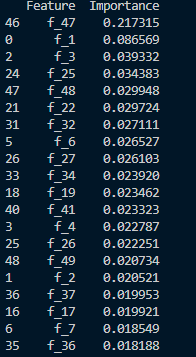 Feature Importance
46 f_47 0.217315
0 f_1 0.086569
2 f_3 0.039332
24 f_25 0.034383
47 f_48 0.029948
21 f_22 0.029724
31 f_32 0.027111
5 f_6 0.026527
26 f_27 0.026103
33 f_34 0.023920
18 f_19 0.023462
40 f_41 0.023323
3 f_4 0.022787
25 f_26 0.022251
48 f_49 0.020734
1 f_2 0.020521
36 f_37 0.019953
16 f_17 0.019921
6 f_7 0.018549
35 f_36 0.018188